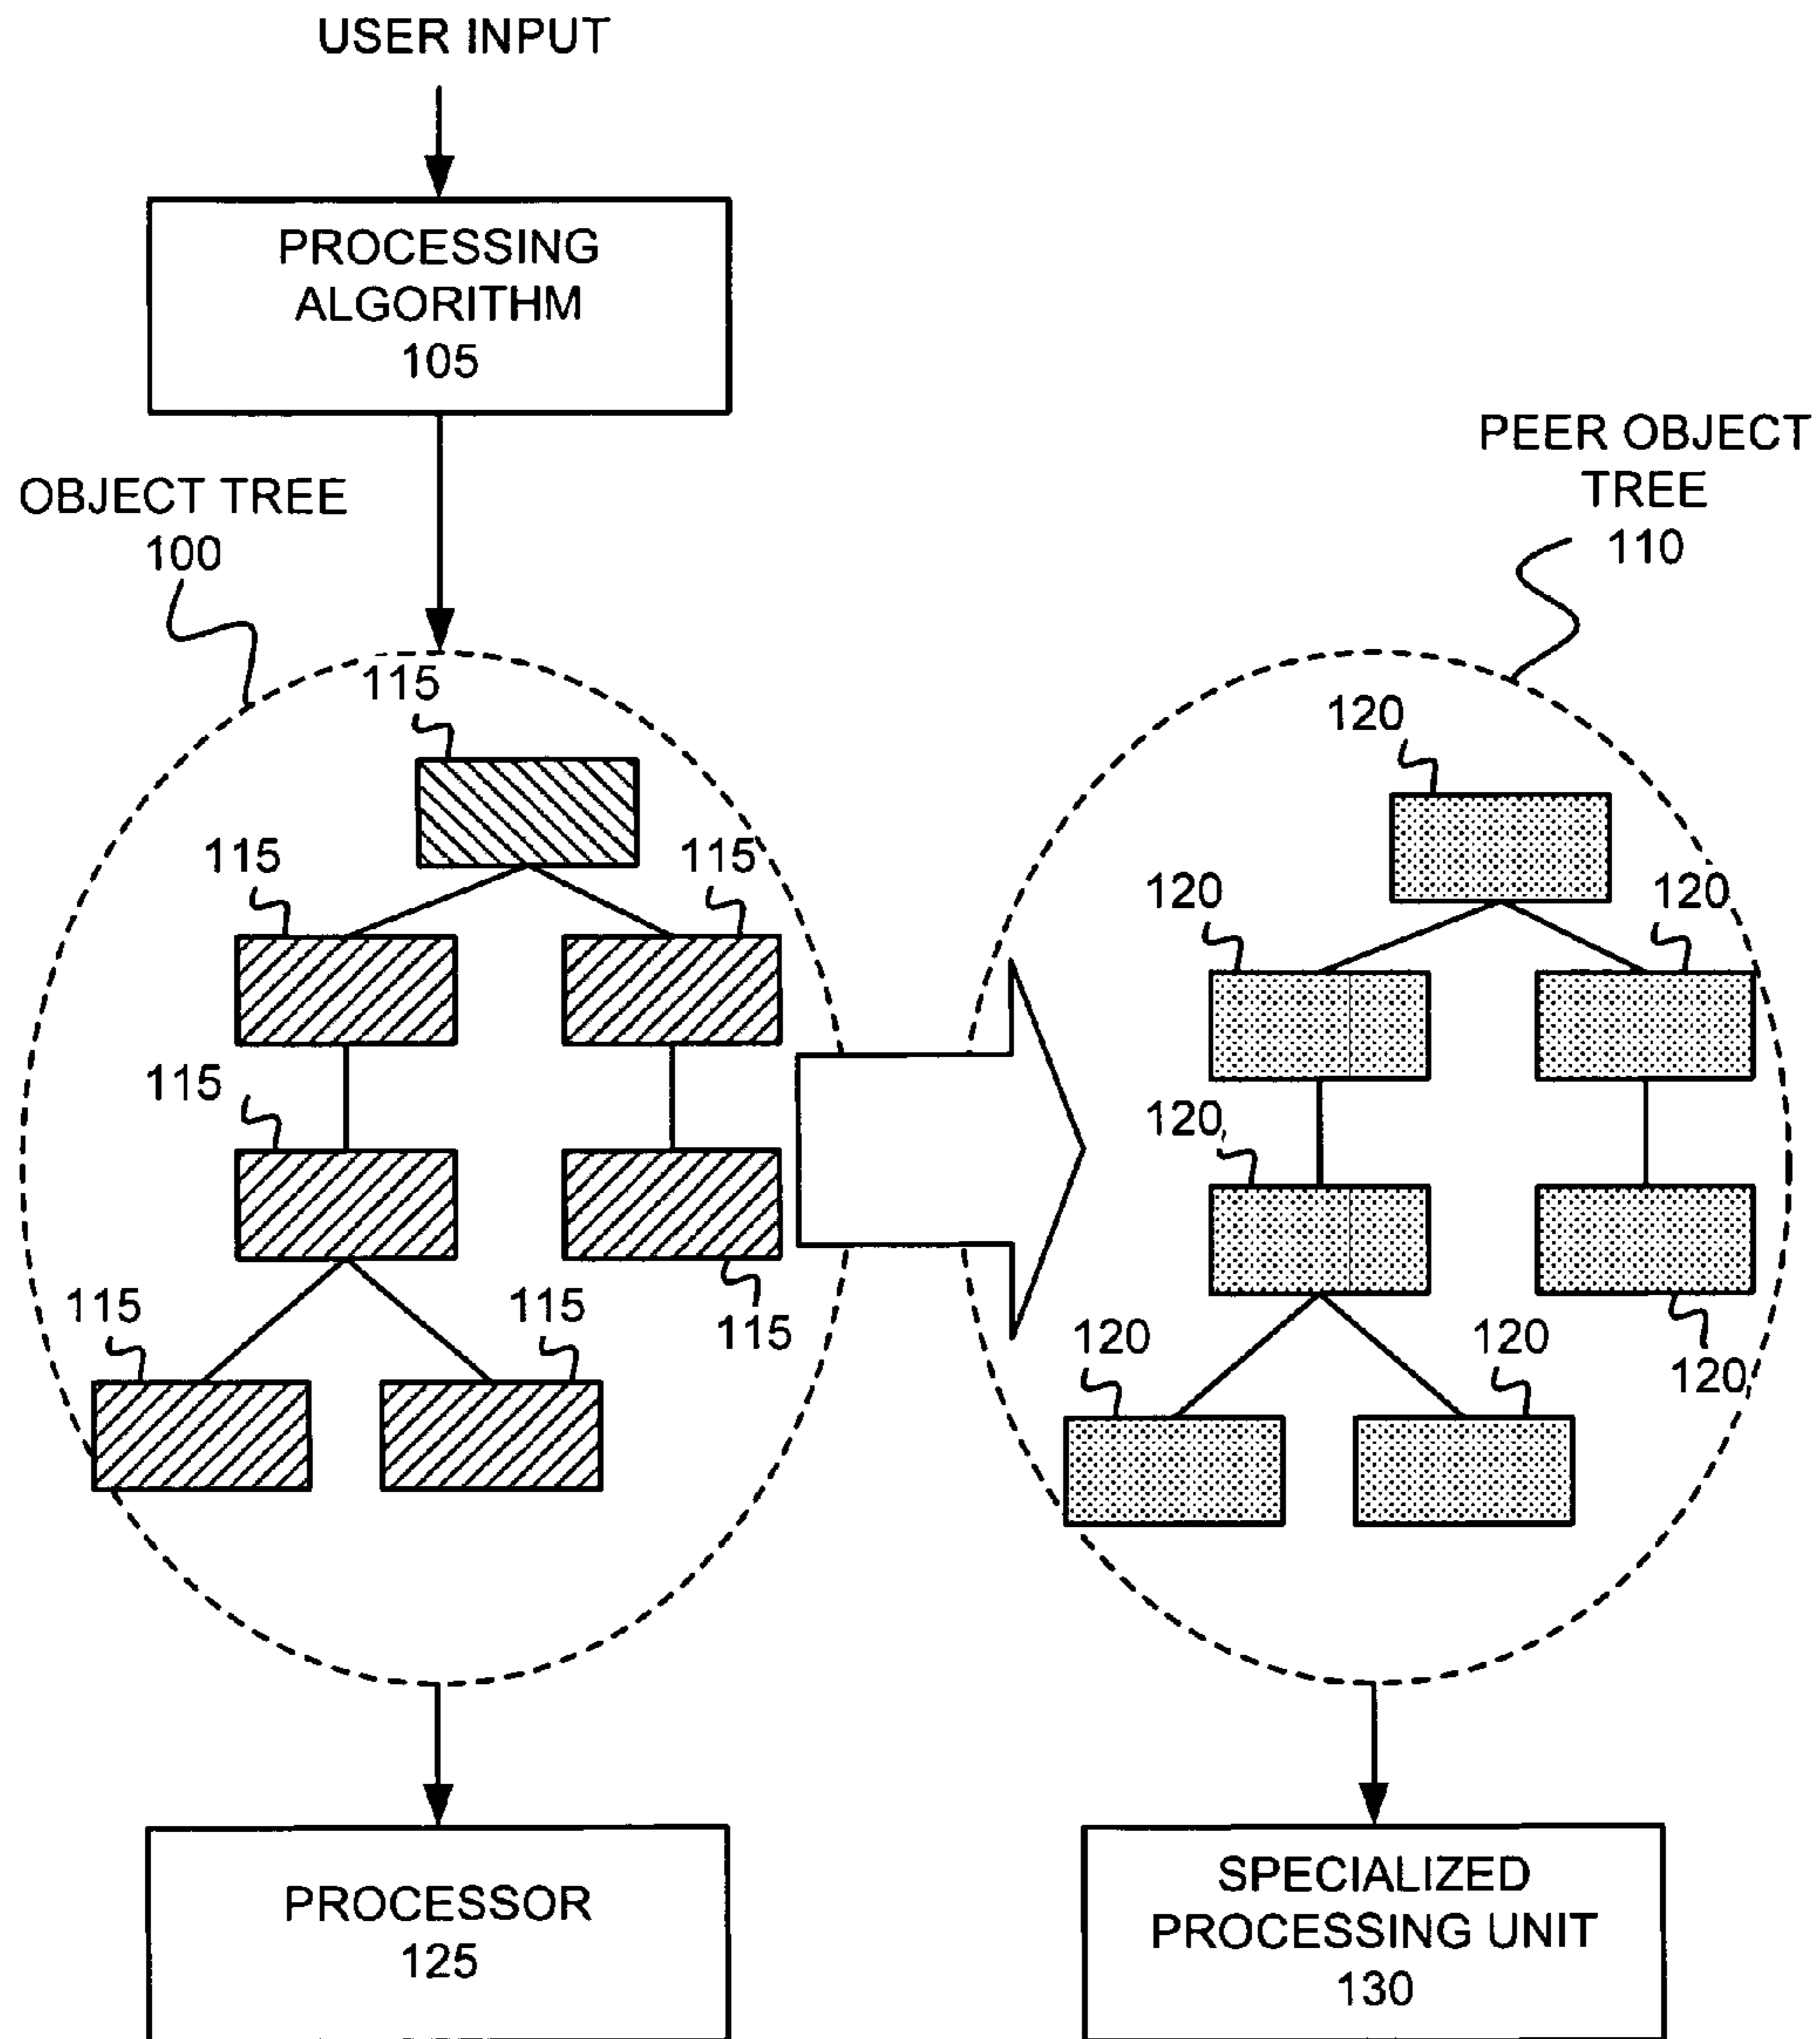 USER INPUT
PROCESSING
ALGORITHM
105
OBJECT TREE
100
PEER OBJECT
TREE
110
115
120
115
115
120
120
115
120
115
115
115
120
120
120
PROCESSOR
125
SPECIALIZED
PROCESSING UNIT
130